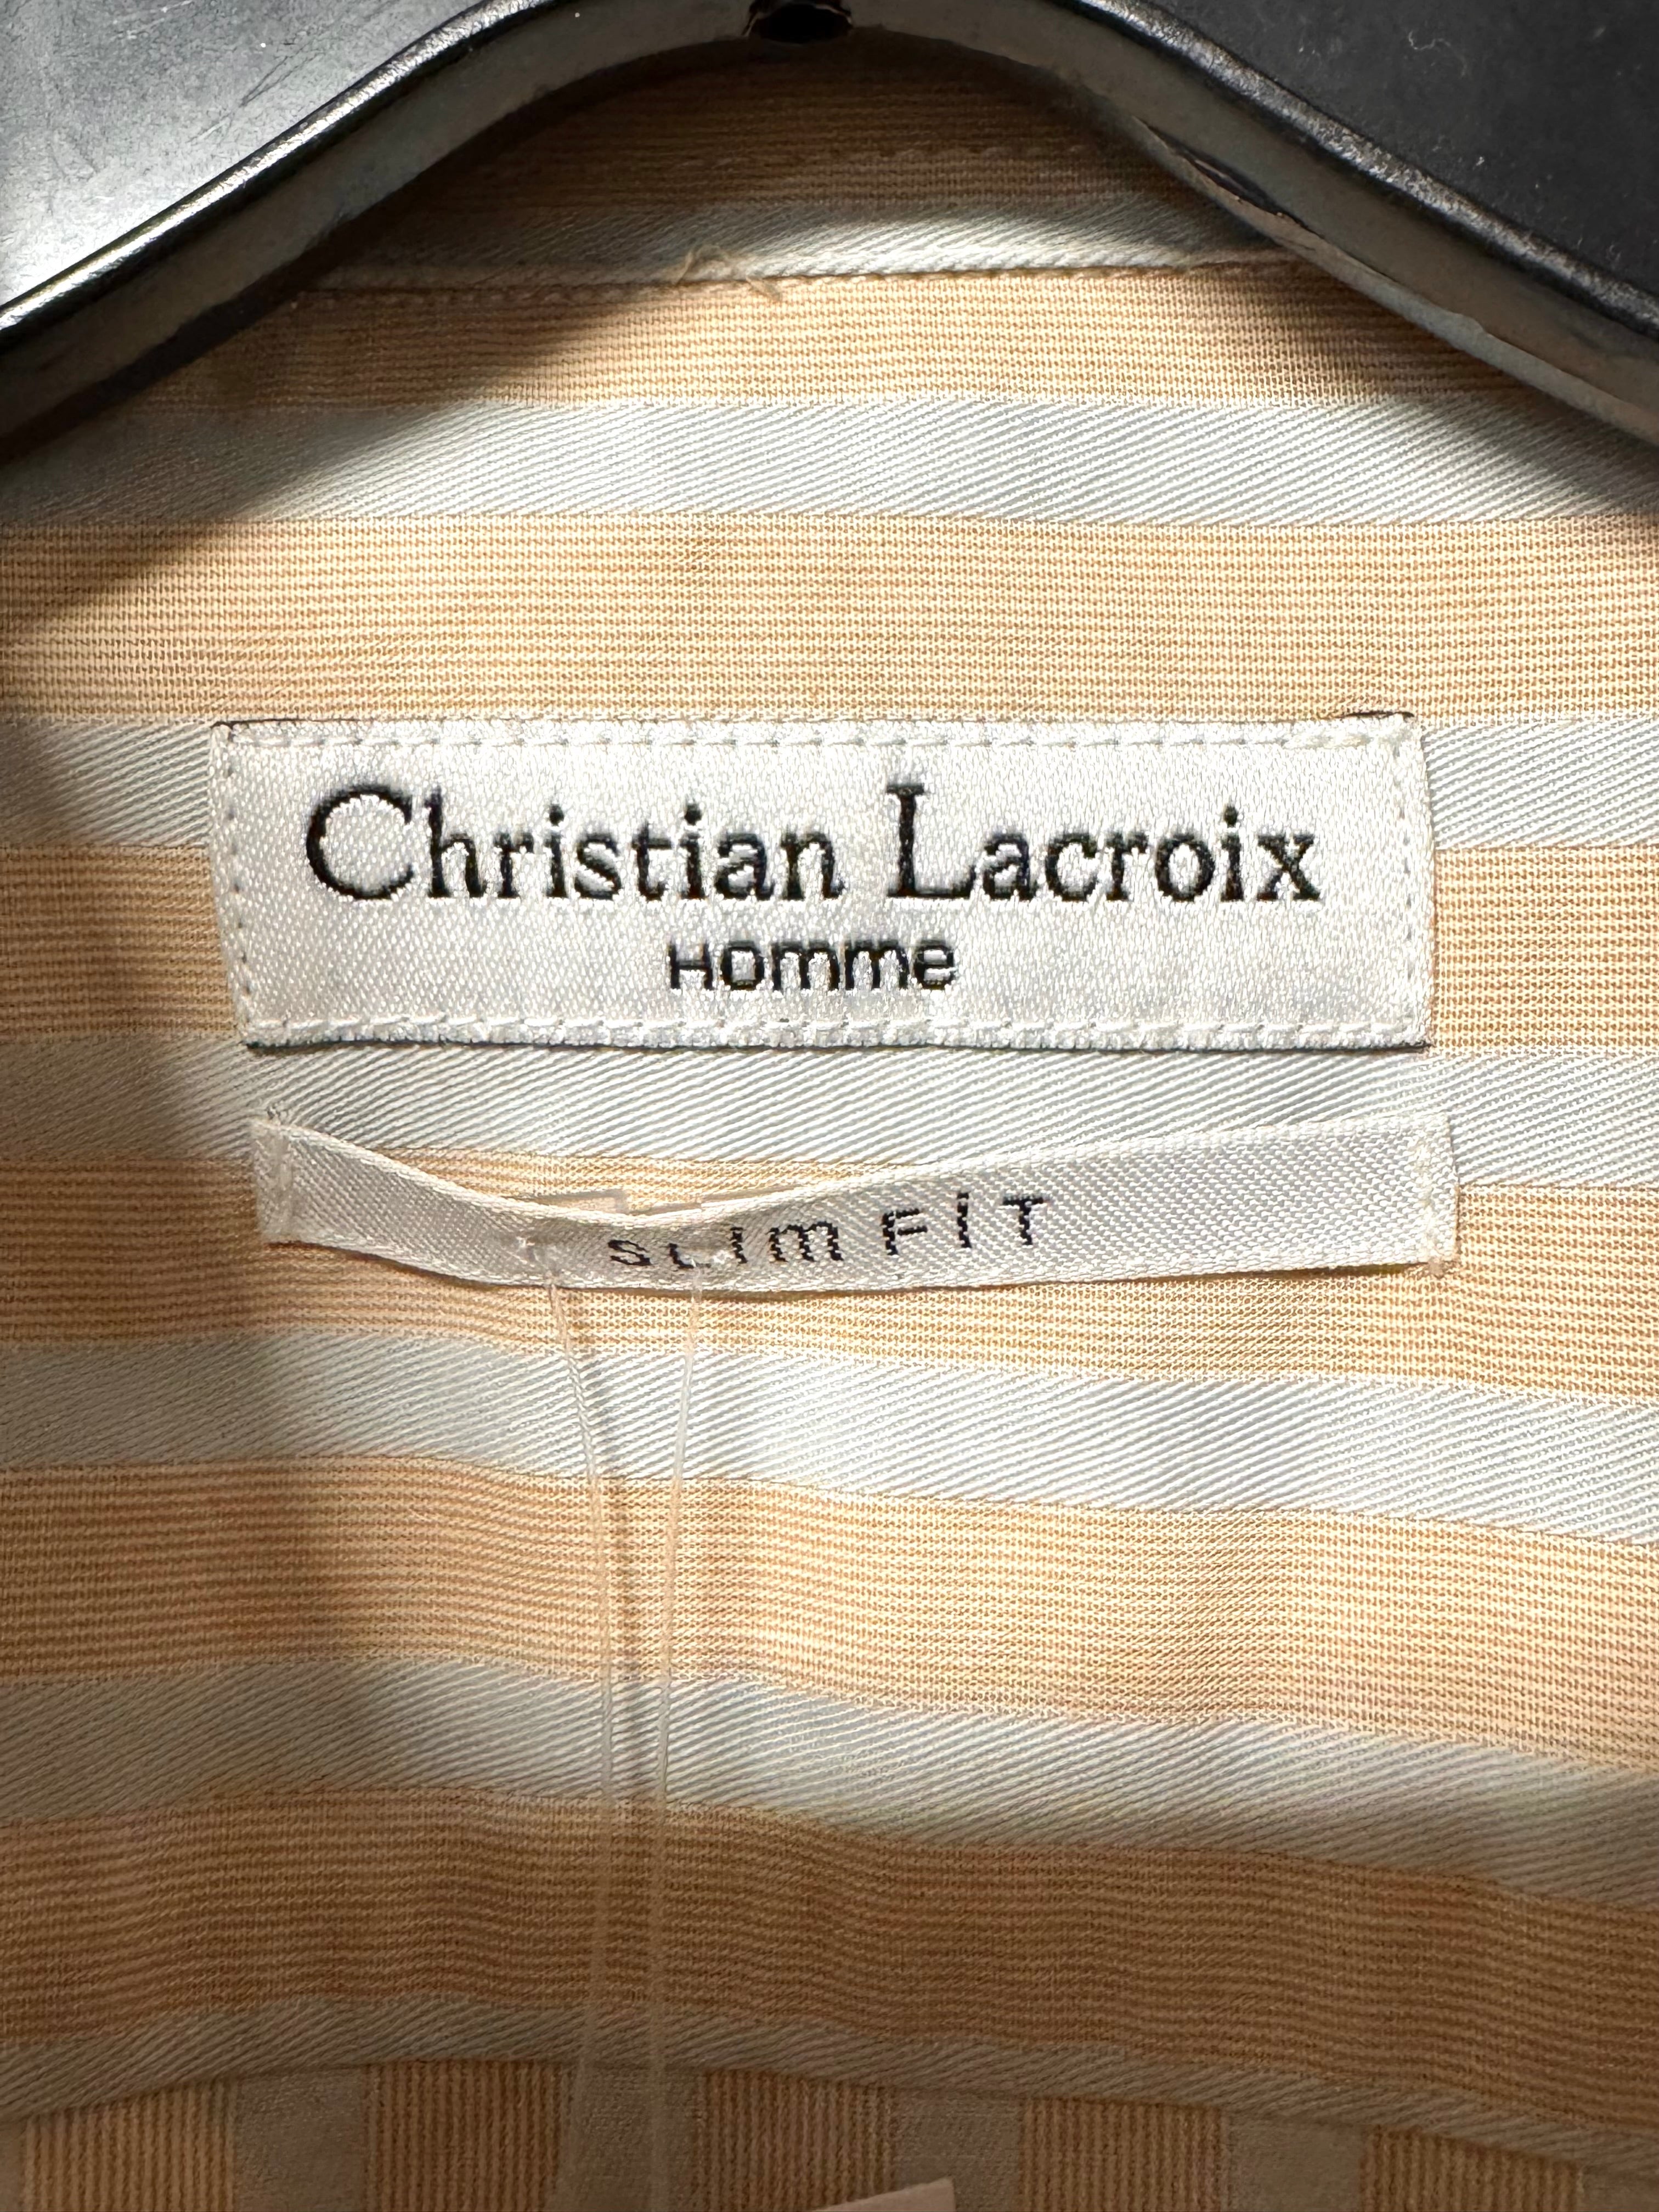 Christian Lacroix
Homme
SLIM FIT